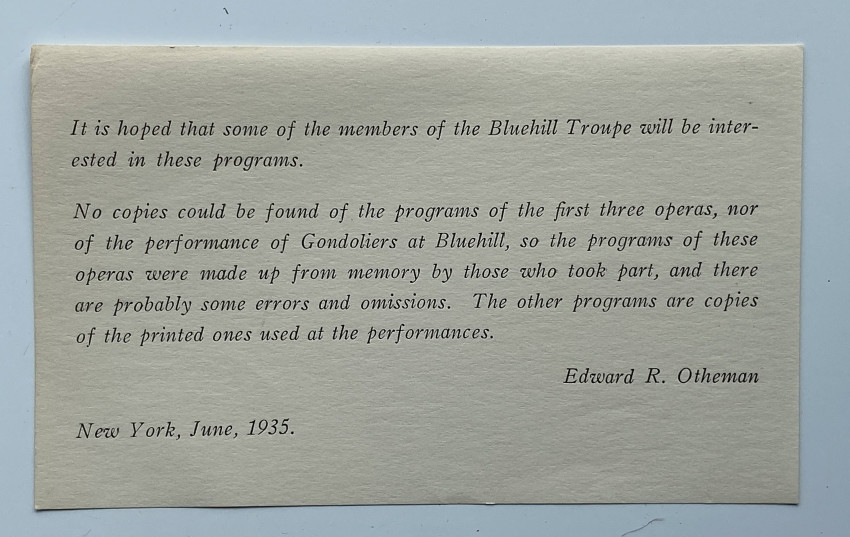 It is hoped that some of the members of the Bluehill Troupe will be inter-
ested in these programs.
No copies could be found of the programs of the first three operas, nor
of the performance of Gondoliers at Bluehill, so the programs of these
operas were made up from memory by those who took part, and there
are probably some errors and omissions. The other programs are copies
of the printed ones used at the performances.
Edward R. Otheman
New York, June, 1935.